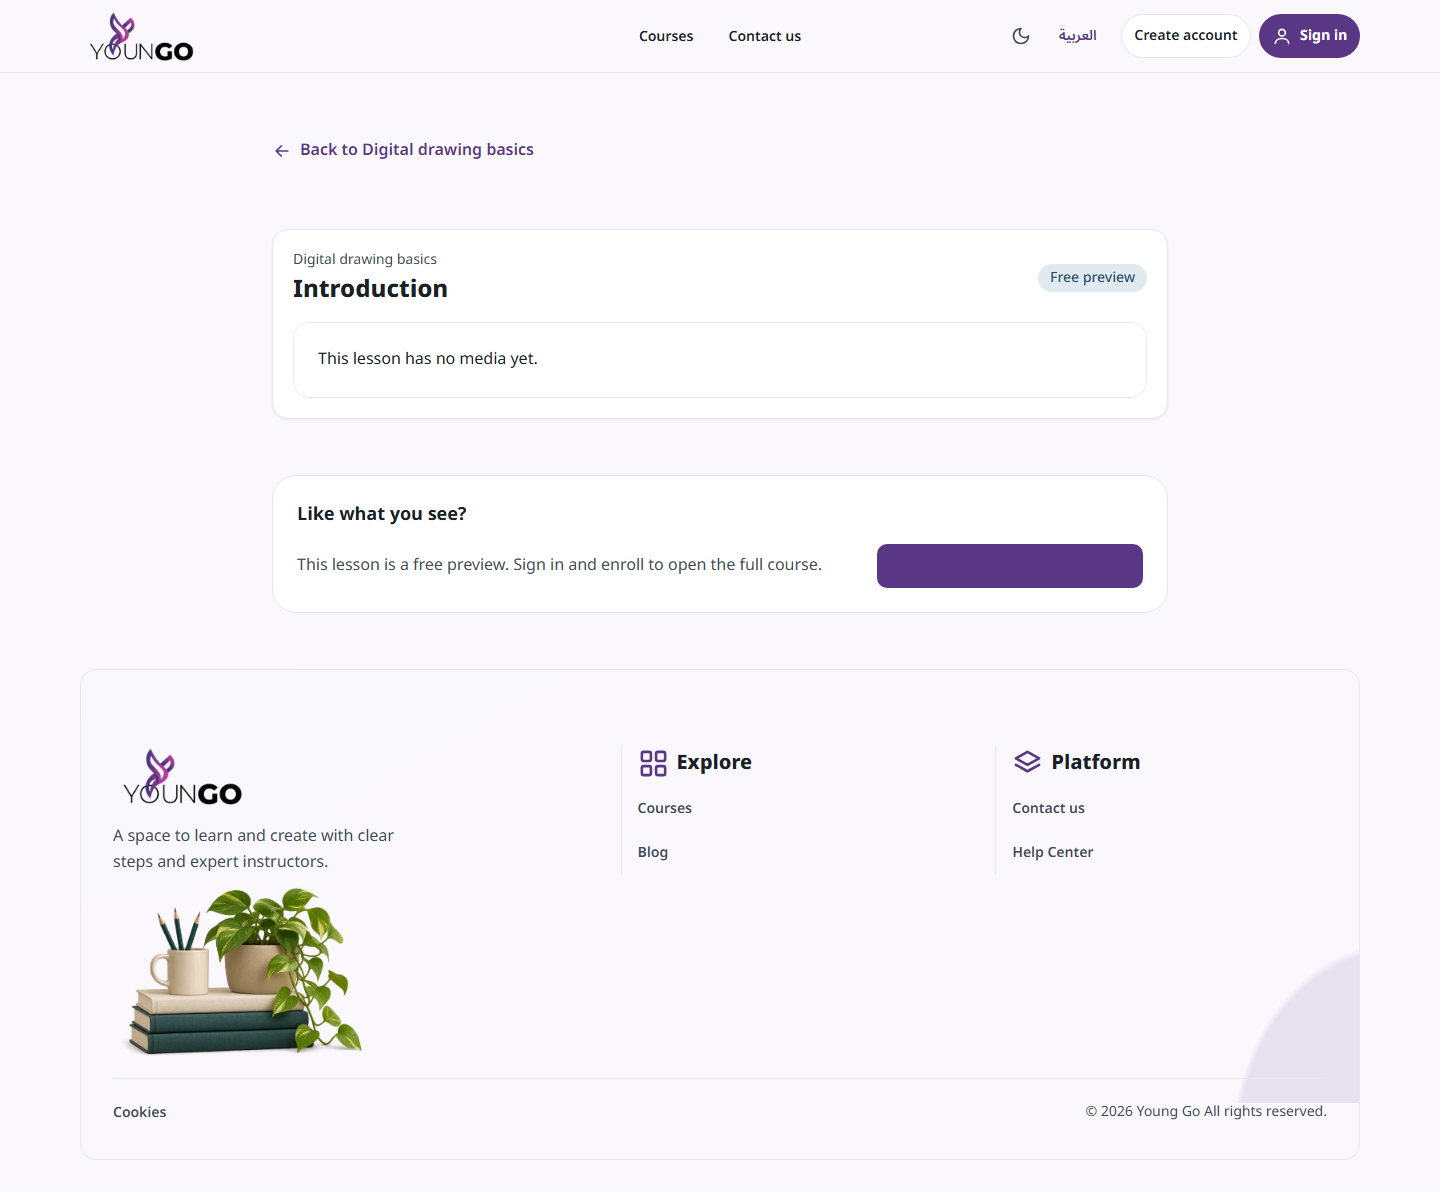 YOUNGO
Courses
Contact us
العربية
Create account
Sign in
Back to Digital drawing basics
Digital drawing basics
Introduction
Free preview
This lesson has no media yet.
Like what you see?
This lesson is a free preview. Sign in and enroll to open the full course.
YOUNGO
A space to learn and create with clear
steps and expert instructors.
Explore
Courses
Blog
Platform
Contact us
Help Center
Cookies
© 2026 Young Go All rights reserved.